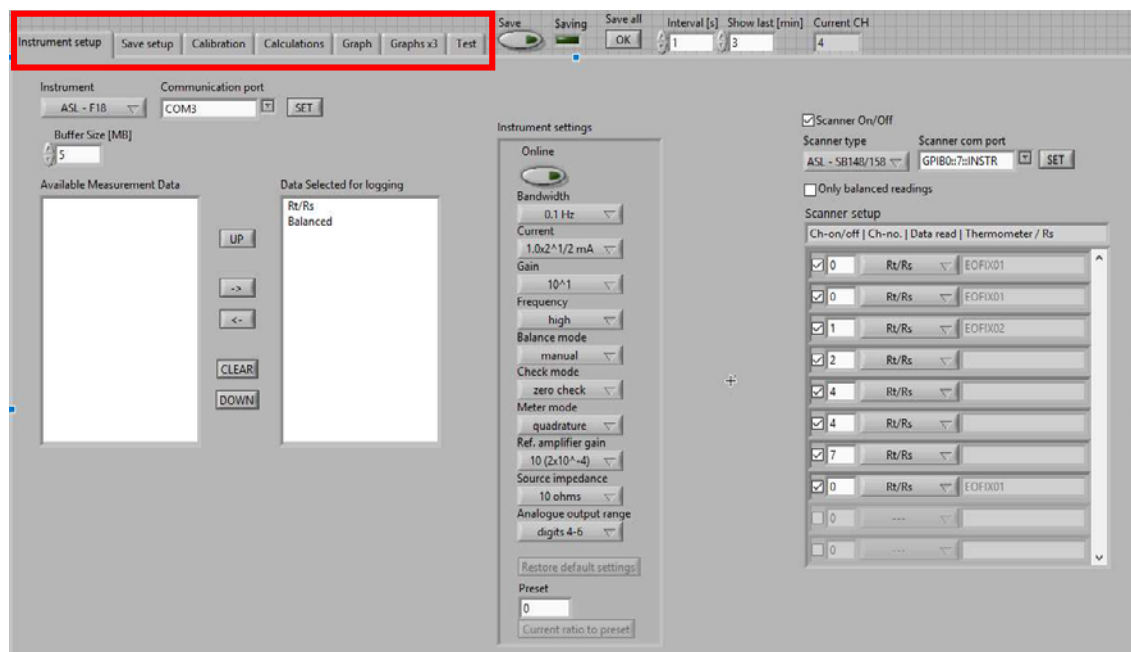 Instrument setup Save setup Calibration Calculations Graph Graphs x3 Test
Save Saving Save all Interval [s] Show last [min] Current CH
OK 1 3 4
Instrument Communication port
ASL - F18 COM3 SET
Buffer Size [MB]
5
Available Measurement Data Data Selected for logging
Rt/Rs
Balanced
UP
->
<-
CLEAR
DOWN
Instrument settings
Online
Bandwidth
0.1 Hz
Current
1.0x2^1/2 mA
Gain
10^1
Frequency
high
Balance mode
manual
Check mode
zero check
Meter mode
quadrature
Ref. amplifier gain
10 (2x10^-4)
Source impedance
10 ohms
Analogue output range
digits 4-6
Restore default settings
Preset
0
Current ratio to preset
Scanner On/Off
Scanner type Scanner com port
ASL - SB148/158 GPIB0::7::INSTR SET
Only balanced readings
Scanner setup
Ch-on/off | Ch-no. | Data read | Thermometer / Rs
0 Rt/Rs EOFIX01
0 Rt/Rs EOFIX01
1 Rt/Rs EOFIX02
2 Rt/Rs
4 Rt/Rs
4 Rt/Rs
7 Rt/Rs
0 Rt/Rs EOFIX01
0 ---
0 ---